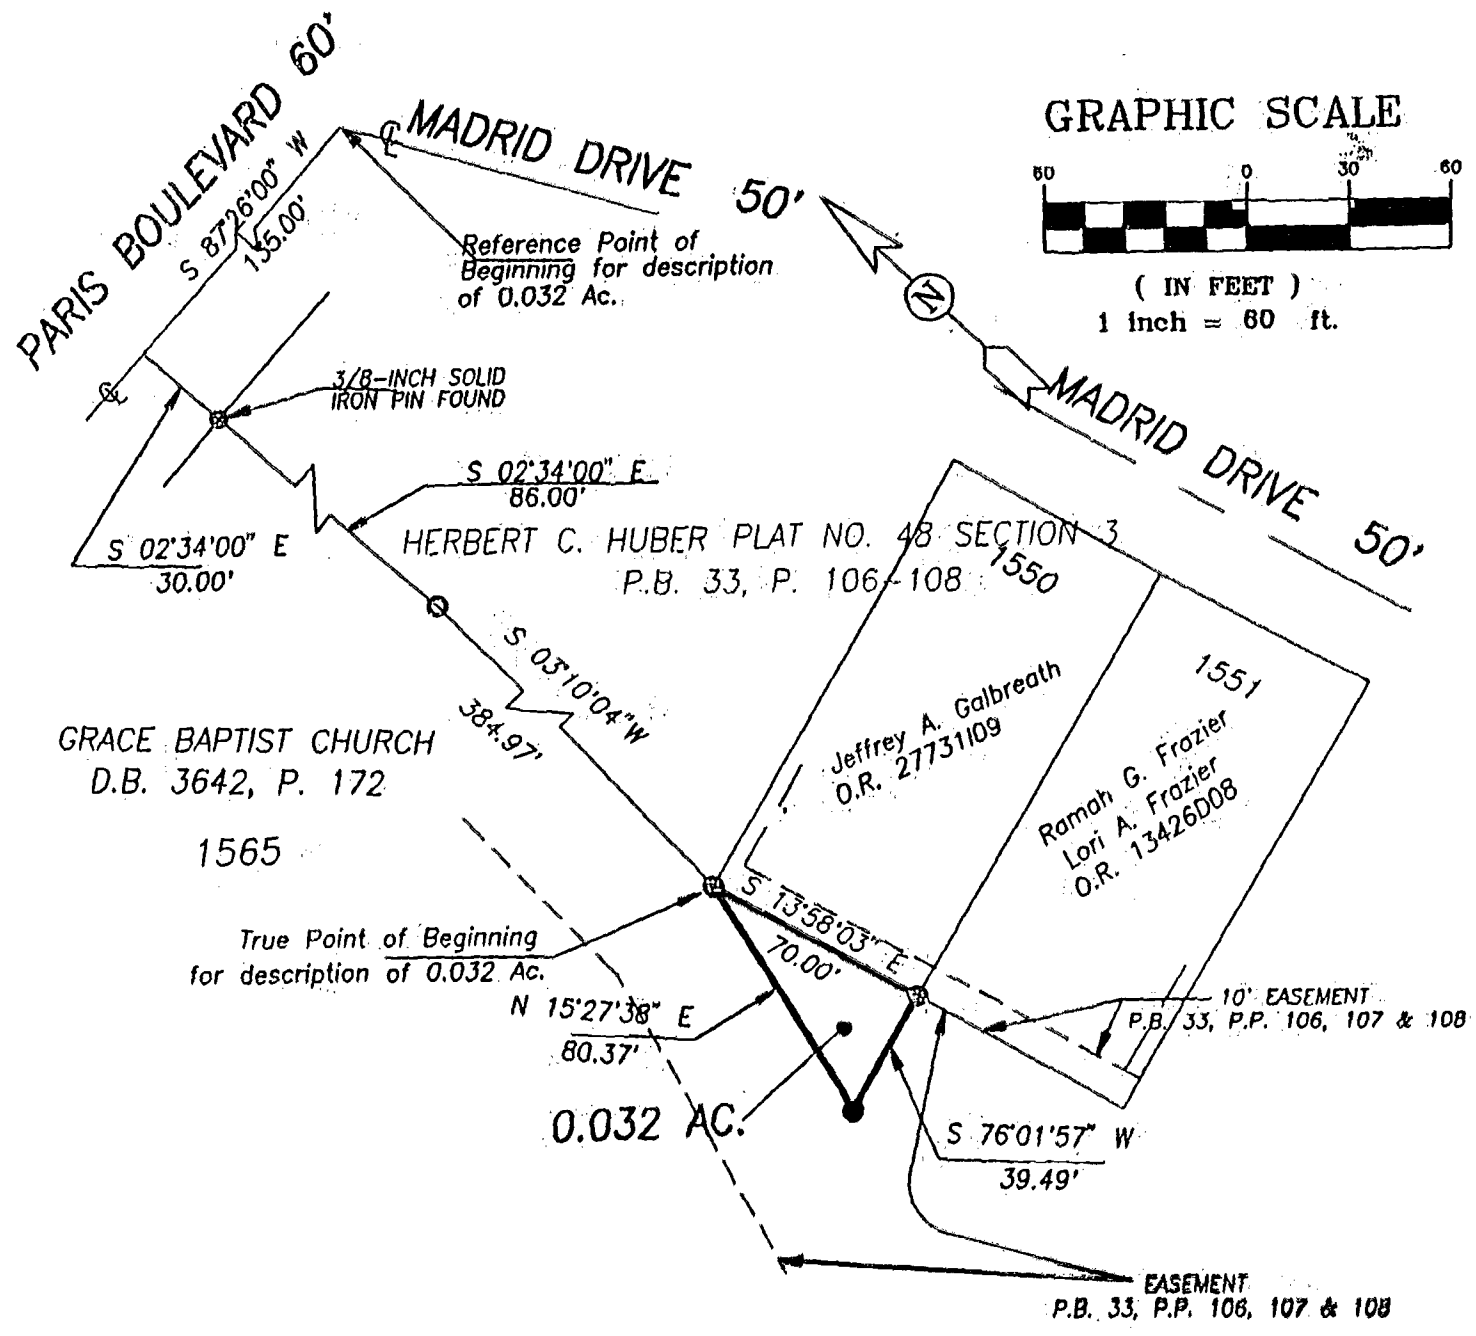 PARIS BOULEVARD 60'
S 87°26'00" W
135.00'
℄ MADRID DRIVE 50'
Reference Point of
Beginning for description
of 0.032 Ac.
GRAPHIC SCALE
60 0 30 60
( IN FEET )
1 inch = 60 ft.
N
℄
3/8-INCH SOLID
IRON PIN FOUND
MADRID DRIVE 50'
S 02°34'00" E
86.00'
S 02°34'00" E
30.00'
HERBERT C. HUBER PLAT NO. 48 SECTION 3
P.B. 33, P. 106-108
1550
S 03°10'04" W
384.97'
1551
Jeffrey A. Galbreath
O.R. 27731I09
Ramah G. Frazier
Lori A. Frazier
O.R. 13426D08
GRACE BAPTIST CHURCH
D.B. 3642, P. 172
1565
S 13°58'03" E
70.00'
True Point of Beginning
for description of 0.032 Ac.
N 15°27'38" E
80.37'
10' EASEMENT
P.B. 33, P.P. 106, 107 & 108
0.032 AC.
S 76°01'57" W
39.49'
EASEMENT
P.B. 33, P.P. 106, 107 & 108